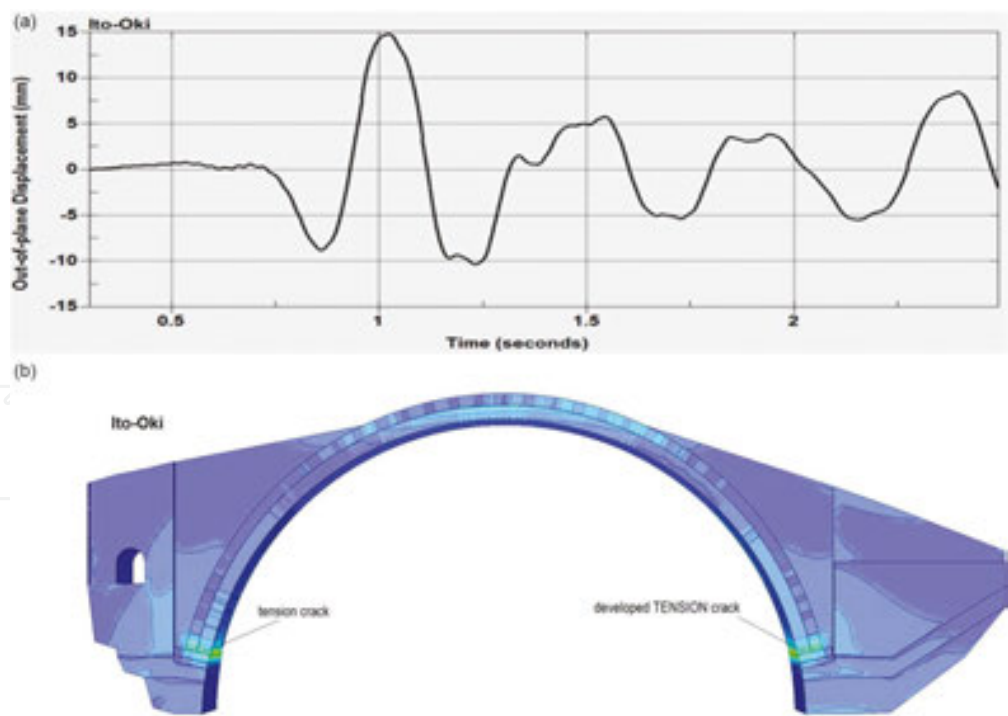 (a)
Ito-Oki
15
10
5
0
-5
-10
-15
Out-of-plane Displacement (mm)
0.5 1 1.5 2
Time (seconds)
(b)
Ito-Oki
tension crack
developed TENSION crack